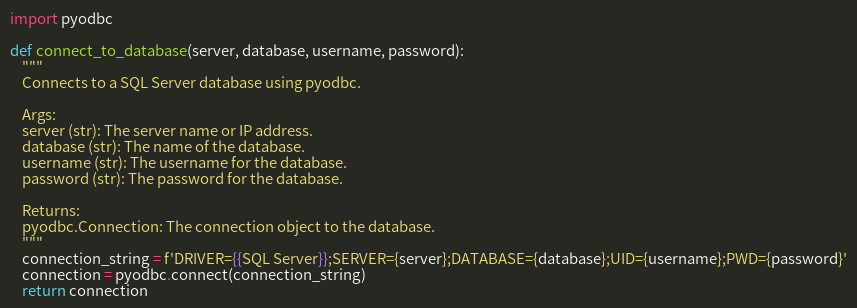 import pyodbc

def connect_to_database(server, database, username, password):
    """
    Connects to a SQL Server database using pyodbc.

    Args:
    server (str): The server name or IP address.
    database (str): The name of the database.
    username (str): The username for the database.
    password (str): The password for the database.

    Returns:
    pyodbc.Connection: The connection object to the database.
    """
    connection_string = f'DRIVER={{SQL Server}};SERVER={server};DATABASE={database};UID={username};PWD={password}'
    connection = pyodbc.connect(connection_string)
    return connection